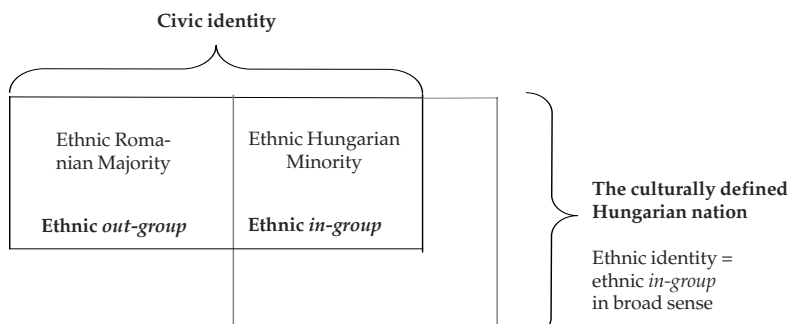 Civic identity
Ethnic Roma-
nian Majority
Ethnic out-group
Ethnic Hungarian
Minority
Ethnic in-group
The culturally defined
Hungarian nation
Ethnic identity =
ethnic in-group
in broad sense